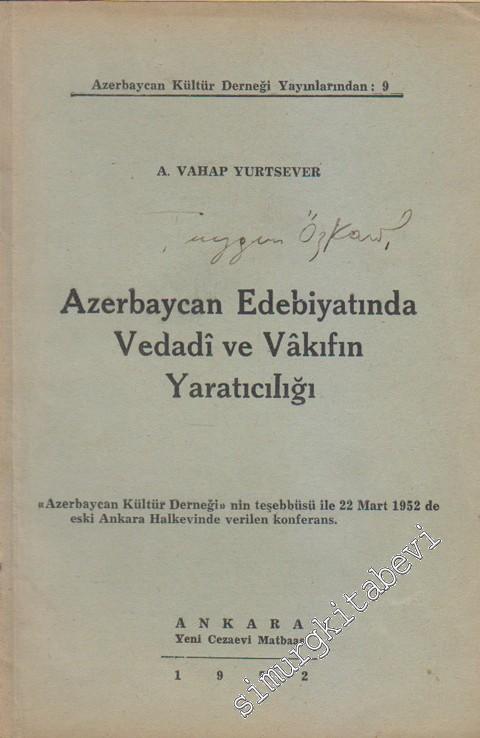 Azerbaycan Kültür Derneği Yayınlarından: 9
A. VAHAP YURTSEVER
Özkan
Azerbaycan Edebiyatında
Vedadî ve Vâkıfın
Yaratıcılığı
«Azerbaycan Kültür Derneği» nin teşebbüsü ile 22 Mart 1952 de
eski Ankara Halkevinde verilen konferans.
ANKARA
Yeni Cezaevi Matbaası
1952
simurgkitabevi